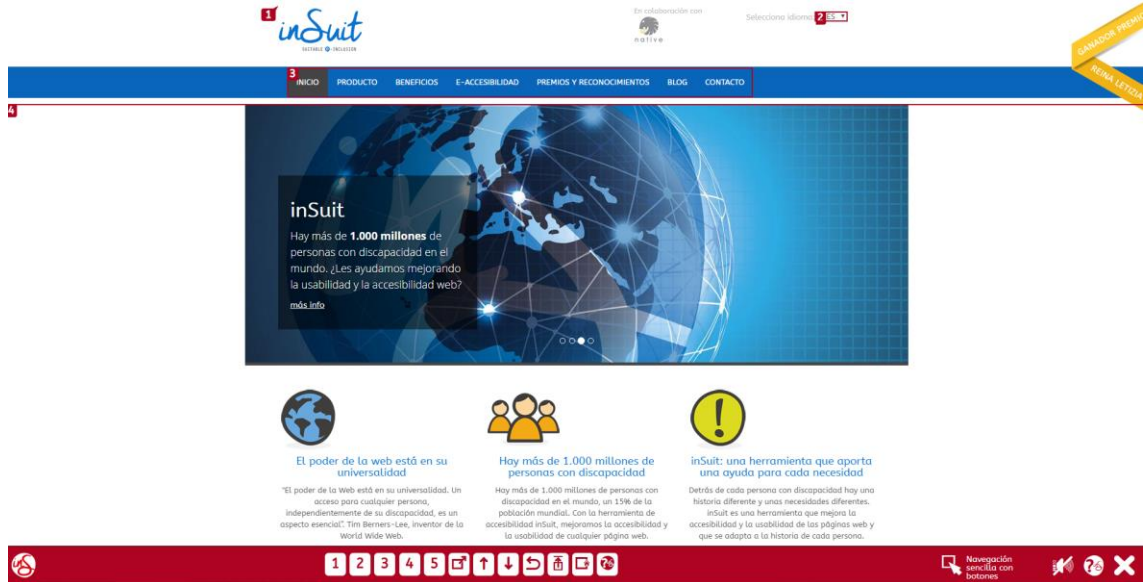 1
inSuit
SUITABLE INCLUSION
En colaboración con
native
Selecciona idioma:
2
ES
GANADOR PREMIO
REINA LETIZIA
3
INICIO PRODUCTO BENEFICIOS E-ACCESIBILIDAD PREMIOS Y RECONOCIMIENTOS BLOG CONTACTO
4
inSuit
Hay más de 1.000 millones de
personas con discapacidad en el
mundo. ¿Les ayudamos mejorando
la usabilidad y la accesibilidad web?
más info
El poder de la web está en su
universalidad
"El poder de la Web está en su universalidad. Un
acceso para cualquier persona,
independientemente de su discapacidad, es un
aspecto esencial". Tim Berners-Lee, inventor de la
World Wide Web.
Hay más de 1.000 millones de
personas con discapacidad
Hay más de 1.000 millones de personas con
discapacidad en el mundo, un 15% de la
población mundial. Con la herramienta de
accesibilidad inSuit, mejoramos la accesibilidad y
la usabilidad de cualquier página web.
inSuit: una herramienta que aporta
una ayuda para cada necesidad
Detrás de cada persona con discapacidad hay una
historia diferente y unas necesidades diferentes.
inSuit es una herramienta que mejora la
accesibilidad y la usabilidad de las páginas web y
que se adapta a la historia de cada persona.
1 2 3 4 5
Navegación
sencilla con
botones